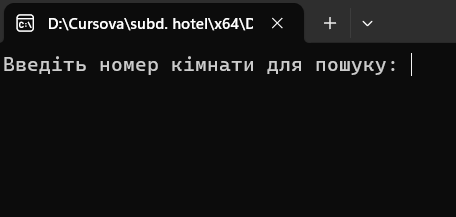 D:\Cursova\subd. hotel\x64\D
Введіть номер кімнати для пошуку: